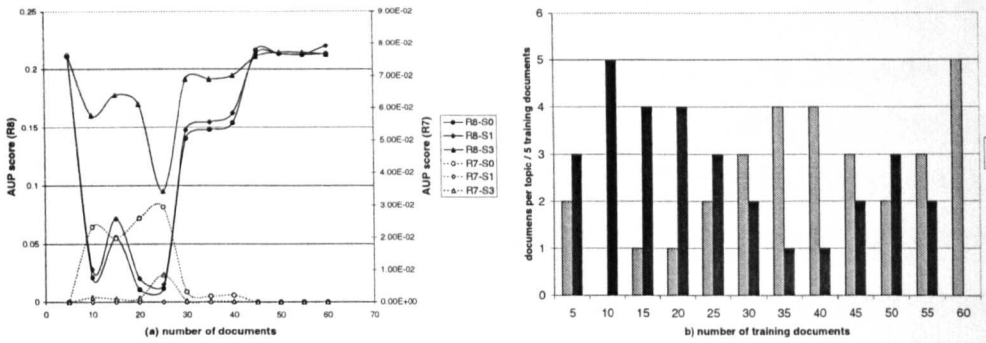 0.25
0.2
0.15
0.1
0.05
0
AUP score (R8)
9.00E-02
8.00E-02
7.00E-02
6.00E-02
5.00E-02
4.00E-02
3.00E-02
2.00E-02
1.00E-02
0.00E+00
AUP score (R7)
0 10 20 30 40 50 60 70
(a) number of documents
R8-S0
R8-S1
R8-S3
R7-S0
R7-S1
R7-S3
6
5
4
3
2
1
0
documens per topic / 5 training documents
5 10 15 20 25 30 35 40 45 50 55 60
b) number of training documents